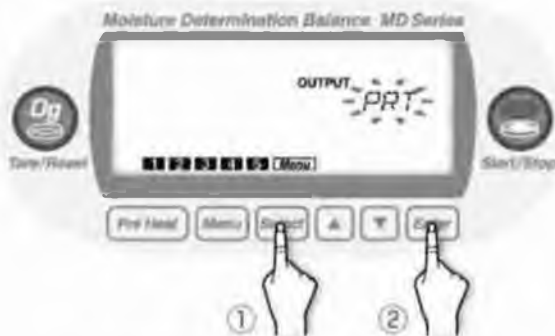 Moisture Determination Balance MD Series
OUTPUT
PRT
0g
Tare/Reset
Start/Stop
1 2 3 4 5 Menu
Pre Heat Menu Select ▲ ▼ Enter
① ②